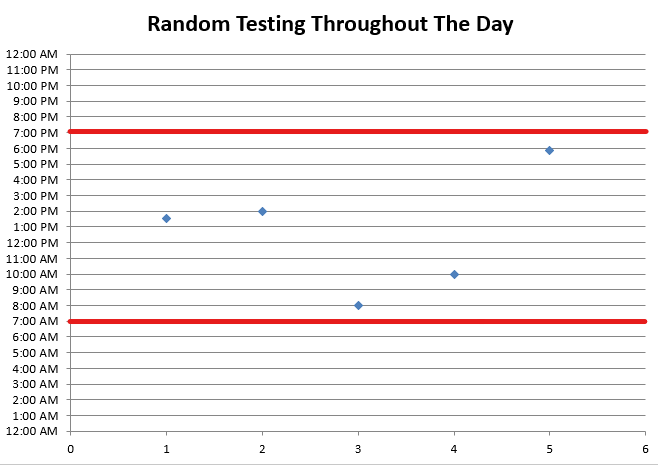 Random Testing Throughout The Day
12:00 AM
11:00 PM
10:00 PM
9:00 PM
8:00 PM
7:00 PM
6:00 PM
5:00 PM
4:00 PM
3:00 PM
2:00 PM
1:00 PM
12:00 PM
11:00 AM
10:00 AM
9:00 AM
8:00 AM
7:00 AM
6:00 AM
5:00 AM
4:00 AM
3:00 AM
2:00 AM
1:00 AM
12:00 AM
0 1 2 3 4 5 6